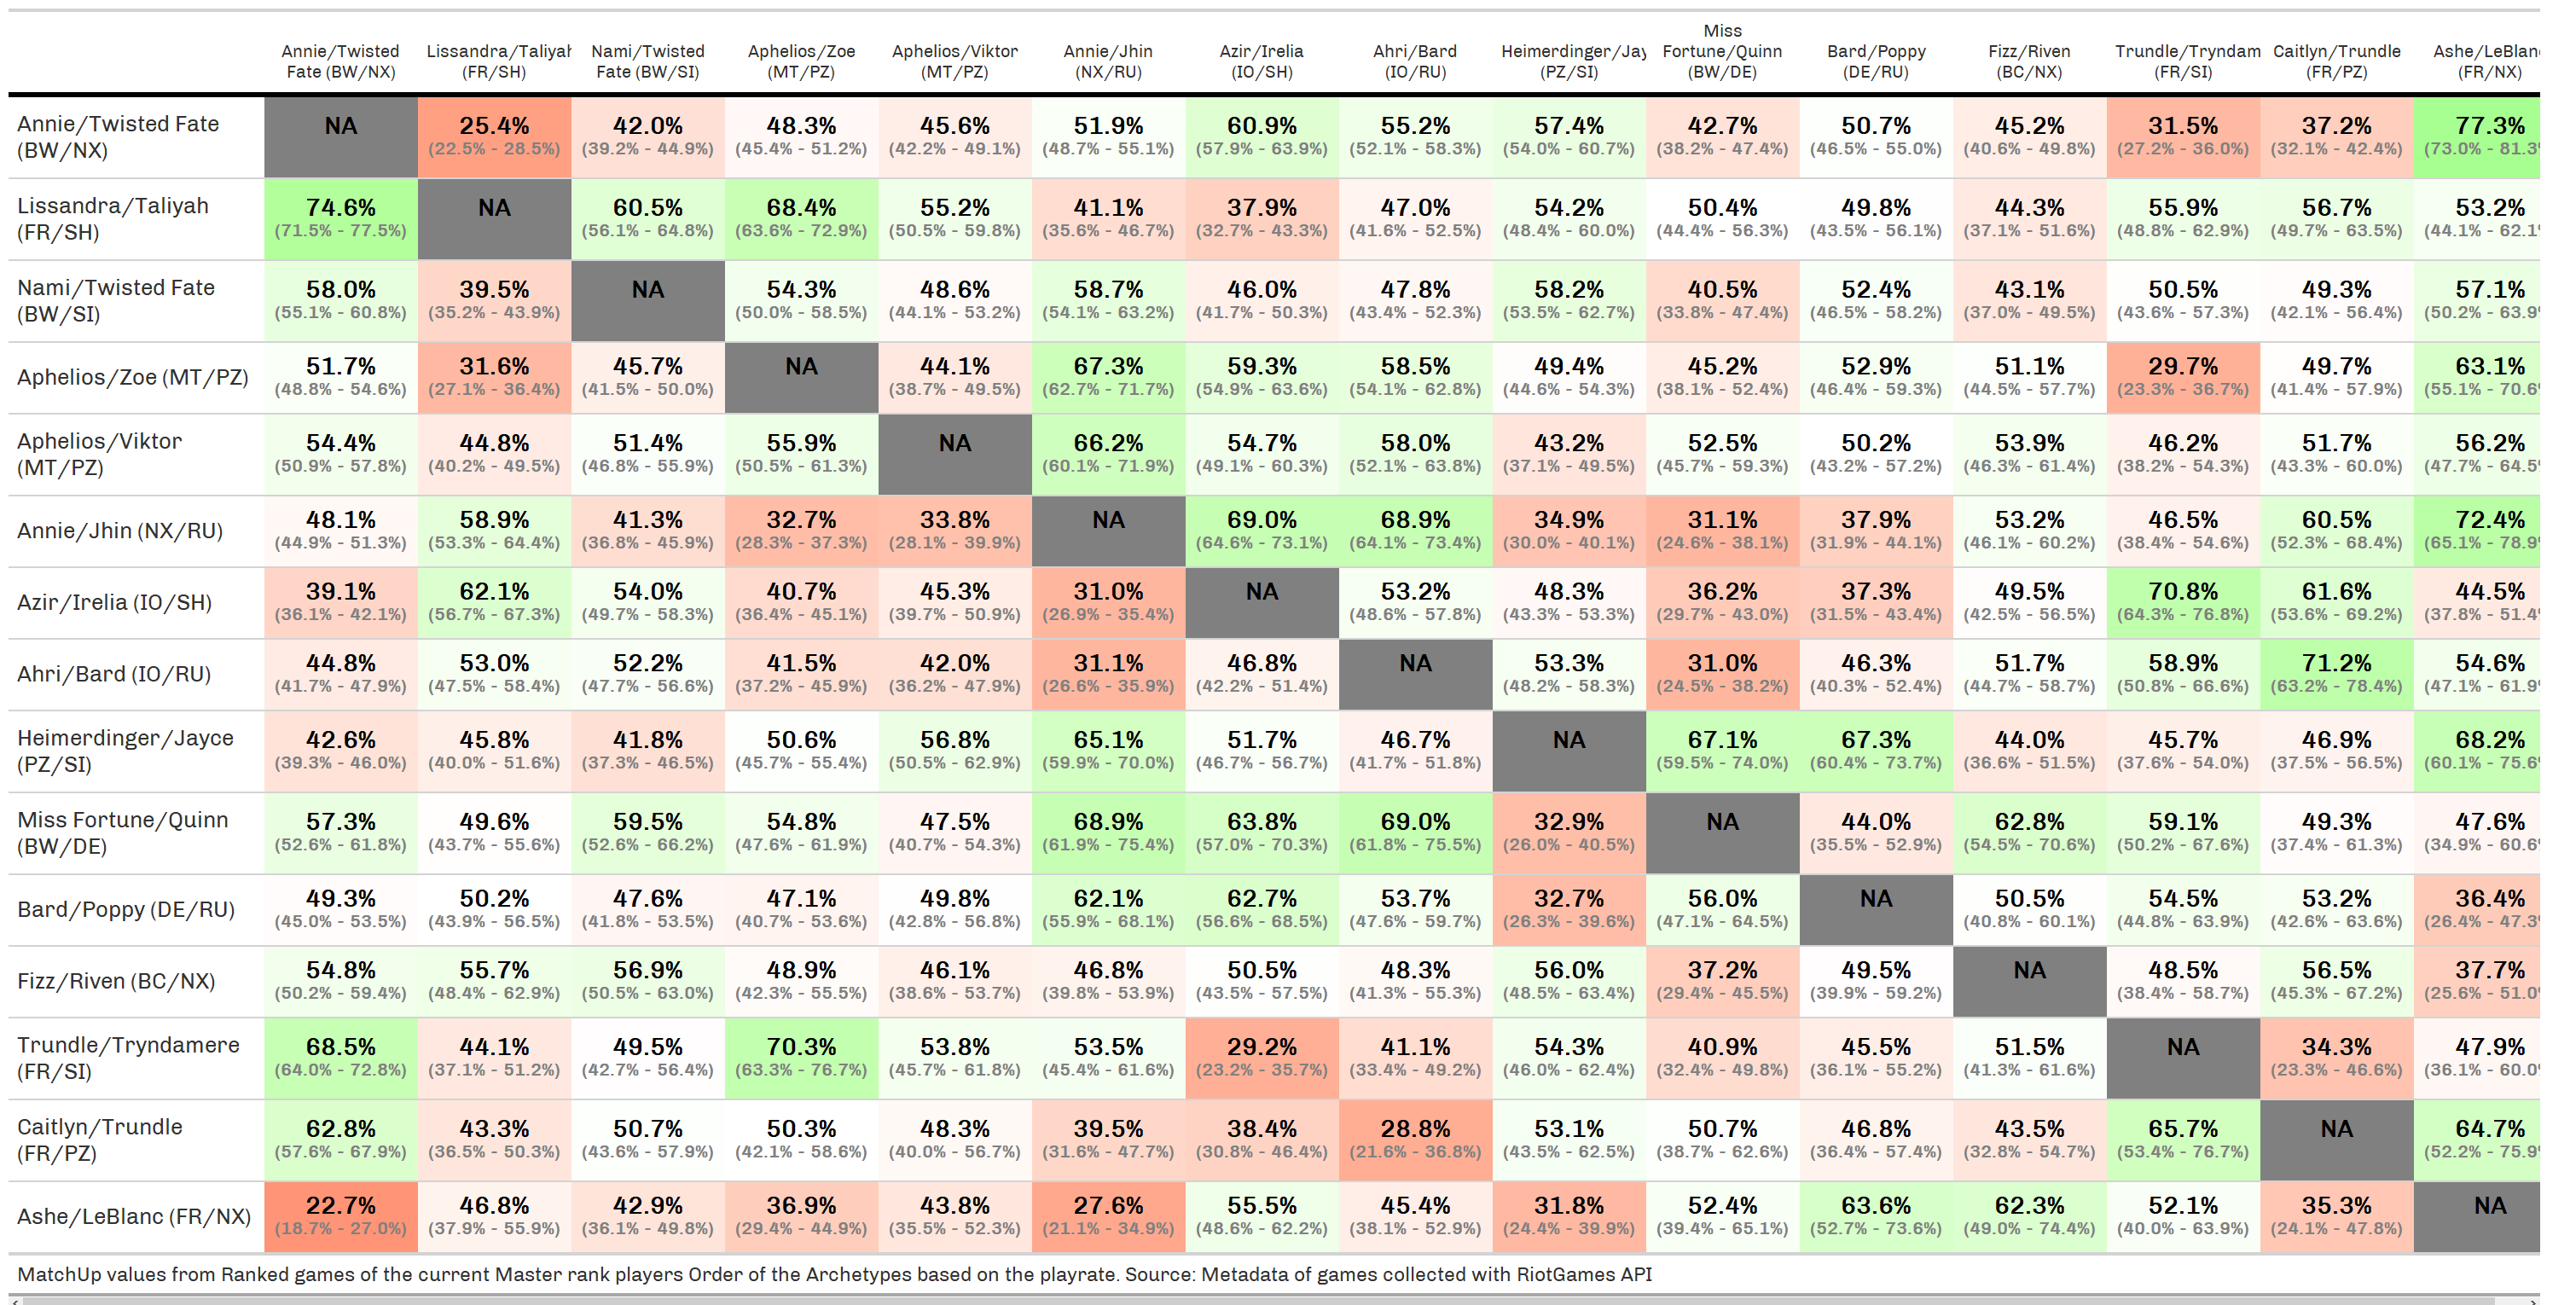 Annie/Twisted Fate (BW/NX) Lissandra/Taliyah (FR/SH) Nami/Twisted Fate (BW/SI) Aphelios/Zoe (MT/PZ) Aphelios/Viktor (MT/PZ) Annie/Jhin (NX/RU) Azir/Irelia (IO/SH) Ahri/Bard (IO/RU) Heimerdinger/Jay (PZ/SI) Miss Fortune/Quinn (BW/DE) Bard/Poppy (DE/RU) Fizz/Riven (BC/NX) Trundle/Tryndam (FR/SI) Caitlyn/Trundle (FR/PZ) Ashe/LeBlanc (FR/NX)
Annie/Twisted Fate (BW/NX) NA 25.4% 42.0% 48.3% 45.6% 51.9% 60.9% 55.2% 57.4% 42.7% 50.7% 45.2% 31.5% 37.2% 77.3%
(22.5% - 28.5%) (39.2% - 44.9%) (45.4% - 51.2%) (42.2% - 49.1%) (48.7% - 55.1%) (57.9% - 63.9%) (52.1% - 58.3%) (54.0% - 60.7%) (38.2% - 47.4%) (46.5% - 55.0%) (40.6% - 49.8%) (27.2% - 36.0%) (32.1% - 42.4%) (73.0% - 81.3%
Lissandra/Taliyah (FR/SH) 74.6% NA 60.5% 68.4% 55.2% 41.1% 37.9% 47.0% 54.2% 50.4% 49.8% 44.3% 55.9% 56.7% 53.2%
(71.5% - 77.5%) (56.1% - 64.8%) (63.6% - 72.9%) (50.5% - 59.8%) (35.6% - 46.7%) (32.7% - 43.3%) (41.6% - 52.5%) (48.4% - 60.0%) (44.4% - 56.3%) (43.5% - 56.1%) (37.1% - 51.6%) (48.8% - 62.9%) (49.7% - 63.5%) (44.1% - 62.1%
Nami/Twisted Fate (BW/SI) 58.0% 39.5% NA 54.3% 48.6% 58.7% 46.0% 47.8% 58.2% 40.5% 52.4% 43.1% 50.5% 49.3% 57.1%
(55.1% - 60.8%) (35.2% - 43.9%) (50.0% - 58.5%) (44.1% - 53.2%) (54.1% - 63.2%) (41.7% - 50.3%) (43.4% - 52.3%) (53.5% - 62.7%) (33.8% - 47.4%) (46.5% - 58.2%) (37.0% - 49.5%) (43.6% - 57.3%) (42.1% - 56.4%) (50.2% - 63.9%
Aphelios/Zoe (MT/PZ) 51.7% 31.6% 45.7% NA 44.1% 67.3% 59.3% 58.5% 49.4% 45.2% 52.9% 51.1% 29.7% 49.7% 63.1%
(48.8% - 54.6%) (27.1% - 36.4%) (41.5% - 50.0%) (38.7% - 49.5%) (62.7% - 71.7%) (54.9% - 63.6%) (54.1% - 62.8%) (44.6% - 54.3%) (38.1% - 52.4%) (46.4% - 59.3%) (44.5% - 57.7%) (23.3% - 36.7%) (41.4% - 57.9%) (55.1% - 70.6%
Aphelios/Viktor (MT/PZ) 54.4% 44.8% 51.4% 55.9% NA 66.2% 54.7% 58.0% 43.2% 52.5% 50.2% 53.9% 46.2% 51.7% 56.2%
(50.9% - 57.8%) (40.2% - 49.5%) (46.8% - 55.9%) (50.5% - 61.3%) (60.1% - 71.9%) (49.1% - 60.3%) (52.1% - 63.8%) (37.1% - 49.5%) (45.7% - 59.3%) (43.2% - 57.2%) (46.3% - 61.4%) (38.2% - 54.3%) (43.3% - 60.0%) (47.7% - 64.5%
Annie/Jhin (NX/RU) 48.1% 58.9% 41.3% 32.7% 33.8% NA 69.0% 68.9% 34.9% 31.1% 37.9% 53.2% 46.5% 60.5% 72.4%
(44.9% - 51.3%) (53.3% - 64.4%) (36.8% - 45.9%) (28.3% - 37.3%) (28.1% - 39.9%) (64.6% - 73.1%) (64.1% - 73.4%) (30.0% - 40.1%) (24.6% - 38.1%) (31.9% - 44.1%) (46.1% - 60.2%) (38.4% - 54.6%) (52.3% - 68.4%) (65.1% - 78.9%
Azir/Irelia (IO/SH) 39.1% 62.1% 54.0% 40.7% 45.3% 31.0% NA 53.2% 48.3% 36.2% 37.3% 49.5% 70.8% 61.6% 44.5%
(36.1% - 42.1%) (56.7% - 67.3%) (49.7% - 58.3%) (36.4% - 45.1%) (39.7% - 50.9%) (26.9% - 35.4%) (48.6% - 57.8%) (43.3% - 53.3%) (29.7% - 43.0%) (31.5% - 43.4%) (42.5% - 56.5%) (64.3% - 76.8%) (53.6% - 69.2%) (37.8% - 51.4%
Ahri/Bard (IO/RU) 44.8% 53.0% 52.2% 41.5% 42.0% 31.1% 46.8% NA 53.3% 31.0% 46.3% 51.7% 58.9% 71.2% 54.6%
(41.7% - 47.9%) (47.5% - 58.4%) (47.7% - 56.6%) (37.2% - 45.9%) (36.2% - 47.9%) (26.6% - 35.9%) (42.2% - 51.4%) (48.2% - 58.3%) (24.5% - 38.2%) (40.3% - 52.4%) (44.7% - 58.7%) (50.8% - 66.6%) (63.2% - 78.4%) (47.1% - 61.9%
Heimerdinger/Jayce (PZ/SI) 42.6% 45.8% 41.8% 50.6% 56.8% 65.1% 51.7% 46.7% NA 67.1% 67.3% 44.0% 45.7% 46.9% 68.2%
(39.3% - 46.0%) (40.0% - 51.6%) (37.3% - 46.5%) (45.7% - 55.4%) (50.5% - 62.9%) (59.9% - 70.0%) (46.7% - 56.7%) (41.7% - 51.8%) (59.5% - 74.0%) (60.4% - 73.7%) (36.6% - 51.5%) (37.6% - 54.0%) (37.5% - 56.5%) (60.1% - 75.6%
Miss Fortune/Quinn (BW/DE) 57.3% 49.6% 59.5% 54.8% 47.5% 68.9% 63.8% 69.0% 32.9% NA 44.0% 62.8% 59.1% 49.3% 47.6%
(52.6% - 61.8%) (43.7% - 55.6%) (52.6% - 66.2%) (47.6% - 61.9%) (40.7% - 54.3%) (61.9% - 75.4%) (57.0% - 70.3%) (61.8% - 75.5%) (26.0% - 40.5%) (35.5% - 52.9%) (54.5% - 70.6%) (50.2% - 67.6%) (37.4% - 61.3%) (34.9% - 60.6%
Bard/Poppy (DE/RU) 49.3% 50.2% 47.6% 47.1% 49.8% 62.1% 62.7% 53.7% 32.7% 56.0% NA 50.5% 54.5% 53.2% 36.4%
(45.0% - 53.5%) (43.9% - 56.5%) (41.8% - 53.5%) (40.7% - 53.6%) (42.8% - 56.8%) (55.9% - 68.1%) (56.6% - 68.5%) (47.6% - 59.7%) (26.3% - 39.6%) (47.1% - 64.5%) (40.8% - 60.1%) (44.8% - 63.9%) (42.6% - 63.6%) (26.4% - 47.3%
Fizz/Riven (BC/NX) 54.8% 55.7% 56.9% 48.9% 46.1% 46.8% 50.5% 48.3% 56.0% 37.2% 49.5% NA 48.5% 56.5% 37.7%
(50.2% - 59.4%) (48.4% - 62.9%) (50.5% - 63.0%) (42.3% - 55.5%) (38.6% - 53.7%) (39.8% - 53.9%) (43.5% - 57.5%) (41.3% - 55.3%) (48.5% - 63.4%) (29.4% - 45.5%) (39.9% - 59.2%) (38.4% - 58.7%) (45.3% - 67.2%) (25.6% - 51.0%
Trundle/Tryndamere (FR/SI) 68.5% 44.1% 49.5% 70.3% 53.8% 53.5% 29.2% 41.1% 54.3% 40.9% 45.5% 51.5% NA 34.3% 47.9%
(64.0% - 72.8%) (37.1% - 51.2%) (42.7% - 56.4%) (63.3% - 76.7%) (45.7% - 61.8%) (45.4% - 61.6%) (23.2% - 35.7%) (33.4% - 49.2%) (46.0% - 62.4%) (32.4% - 49.8%) (36.1% - 55.2%) (41.3% - 61.6%) (23.3% - 46.6%) (36.1% - 60.0%
Caitlyn/Trundle (FR/PZ) 62.8% 43.3% 50.7% 50.3% 48.3% 39.5% 38.4% 28.8% 53.1% 50.7% 46.8% 43.5% 65.7% NA 64.7%
(57.6% - 67.9%) (36.5% - 50.3%) (43.6% - 57.9%) (42.1% - 58.6%) (40.0% - 56.7%) (31.6% - 47.7%) (30.8% - 46.4%) (21.6% - 36.8%) (43.5% - 62.5%) (38.7% - 62.6%) (36.4% - 57.4%) (32.8% - 54.7%) (53.4% - 76.7%) (52.2% - 75.9%
Ashe/LeBlanc (FR/NX) 22.7% 46.8% 42.9% 36.9% 43.8% 27.6% 55.5% 45.4% 31.8% 52.4% 63.6% 62.3% 52.1% 35.3% NA
(18.7% - 27.0%) (37.9% - 55.9%) (36.1% - 49.8%) (29.4% - 44.9%) (35.5% - 52.3%) (21.1% - 34.9%) (48.6% - 62.2%) (38.1% - 52.9%) (24.4% - 39.9%) (39.4% - 65.1%) (52.7% - 73.6%) (49.0% - 74.4%) (40.0% - 63.9%) (24.1% - 47.8%)
MatchUp values from Ranked games of the current Master rank players Order of the Archetypes based on the playrate. Source: Metadata of games collected with RiotGames API